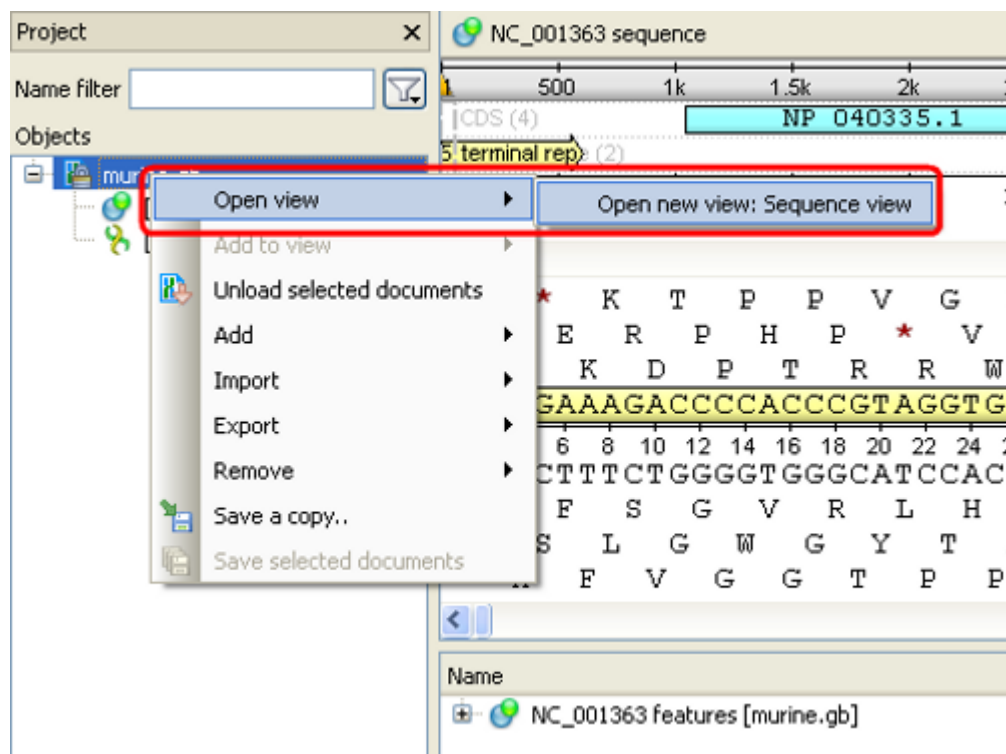 Project
NC_001363 sequence
Name filter
1 500 1k 1.5k 2k
CDS (4)
NP 040335.1
Objects
5 terminal rep (2)
murine.gb
Open view
Open new view: Sequence view
Add to view
Unload selected documents
* K T P P V G
Add
E R P H P * V
Import
K D P T R R W
GAAAGACCCCACCCGTAGGTG
Export
6 8 10 12 14 16 18 20 22 24
Remove
CTTTCTGGGGTGGGCATCCAC
Save a copy..
F S G V R L H
Save selected documents
S L G W G Y T
F V G G T P P
Name
NC_001363 features [murine.gb]